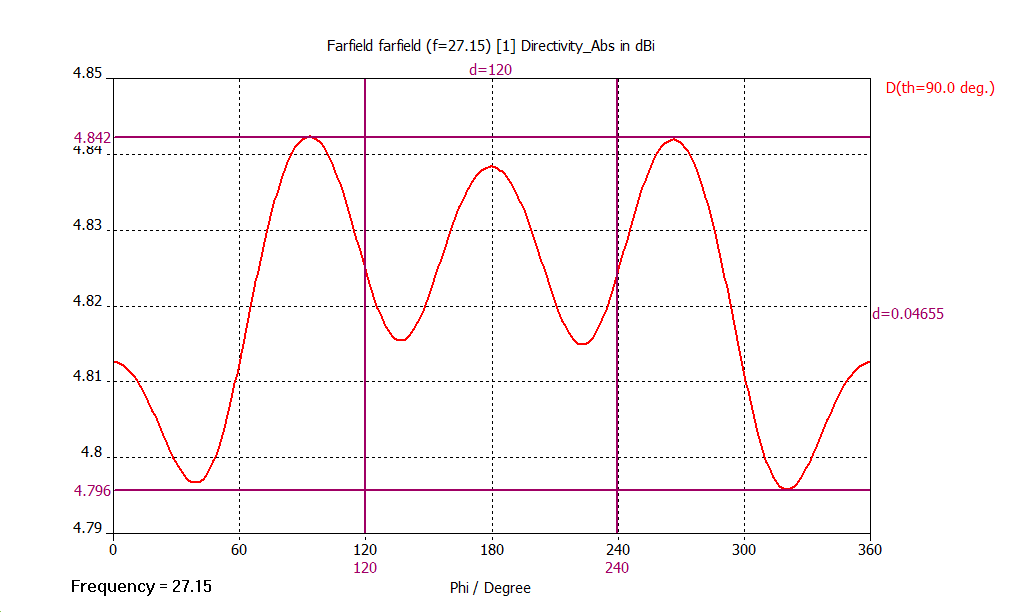 Farfield farfield (f=27.15) [1] Directivity_Abs in dBi
d=120
4.85
D(th=90.0 deg.)
4.842
4.84
4.83
4.82
d=0.04655
4.81
4.8
4.796
4.79
0 60 120 180 240 300 360
120 240
Frequency = 27.15
Phi / Degree